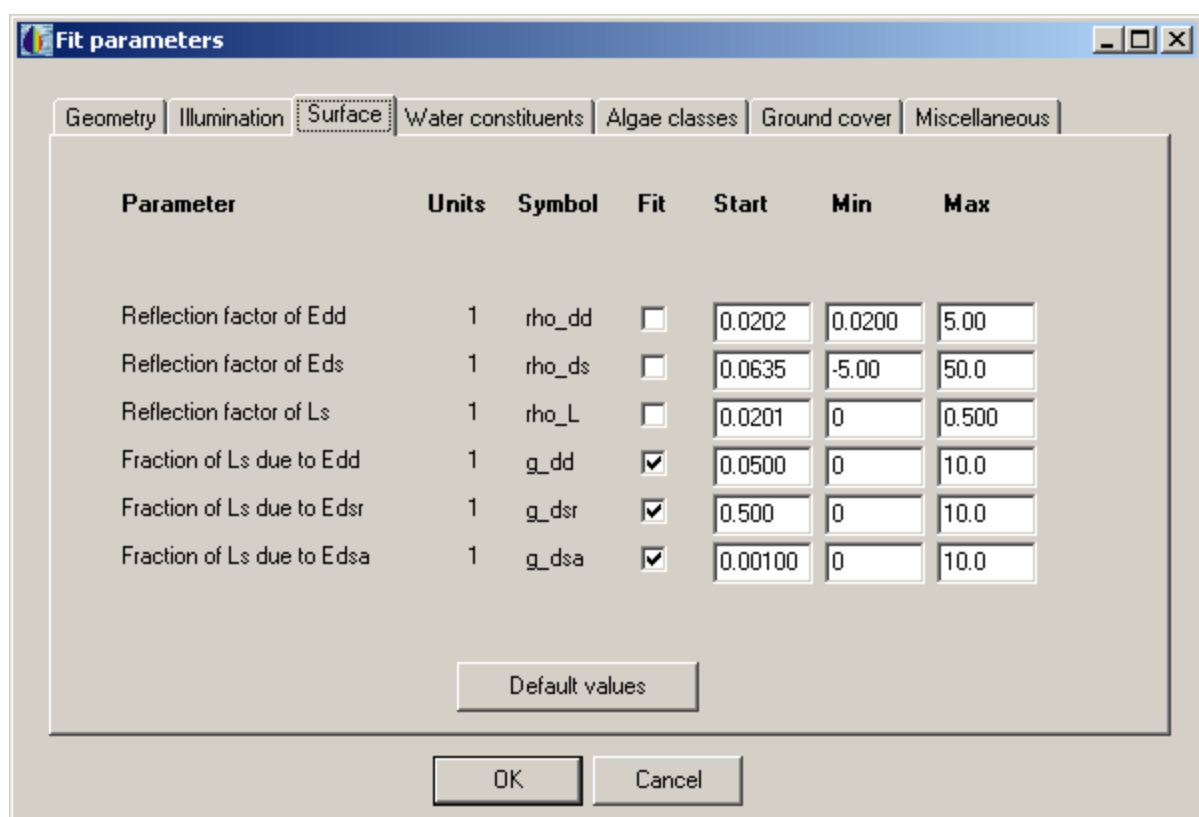 Fit parameters
Geometry Illumination Surface Water constituents Algae classes Ground cover Miscellaneous
Parameter Units Symbol Fit Start Min Max
Reflection factor of Edd 1 rho_dd 0.0202 0.0200 5.00
Reflection factor of Eds 1 rho_ds 0.0635 -5.00 50.0
Reflection factor of Ls 1 rho_L 0.0201 0 0.500
Fraction of Ls due to Edd 1 g_dd 0.0500 0 10.0
Fraction of Ls due to Edsr 1 g_dsr 0.500 0 10.0
Fraction of Ls due to Edsa 1 g_dsa 0.00100 0 10.0
Default values
OK Cancel